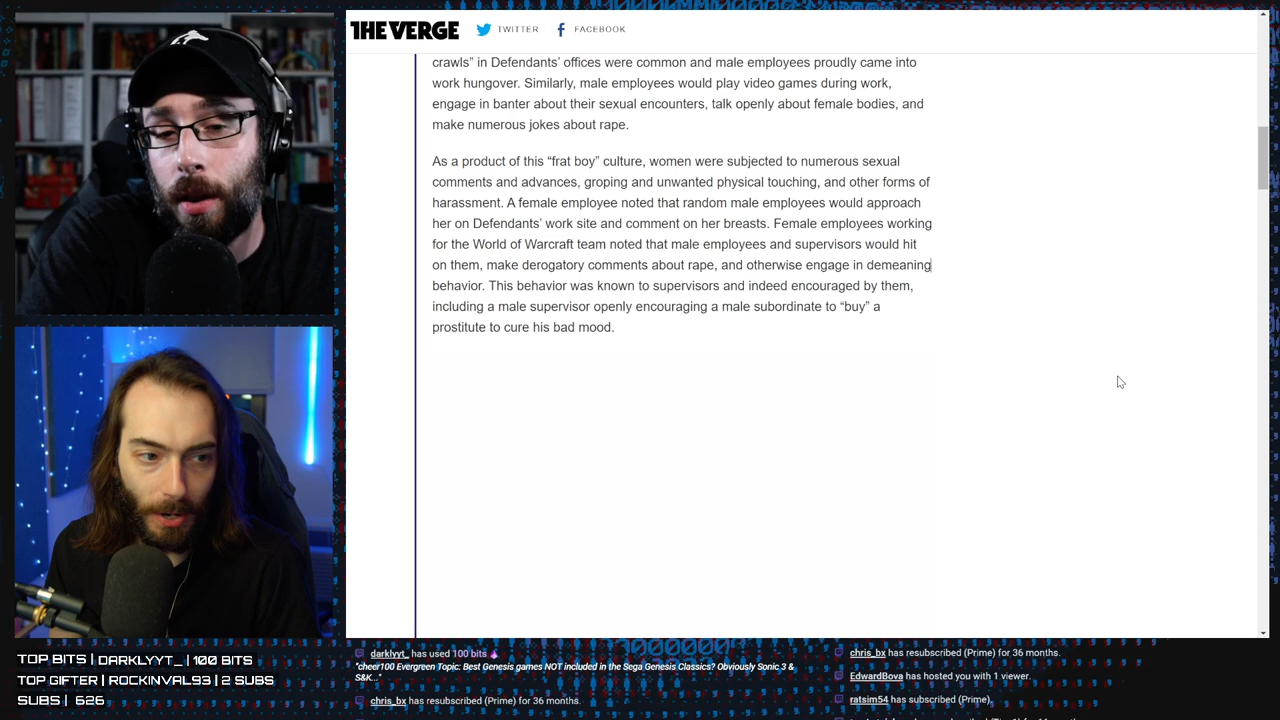 THE VERGE
TWITTER
FACEBOOK
crawls” in Defendants’ offices were common and male employees proudly came into
work hungover. Similarly, male employees would play video games during work,
engage in banter about their sexual encounters, talk openly about female bodies, and
make numerous jokes about rape.
As a product of this “frat boy” culture, women were subjected to numerous sexual
comments and advances, groping and unwanted physical touching, and other forms of
harassment. A female employee noted that random male employees would approach
her on Defendants’ work site and comment on her breasts. Female employees working
for the World of Warcraft team noted that male employees and supervisors would hit
on them, make derogatory comments about rape, and otherwise engage in demeaning
behavior. This behavior was known to supervisors and indeed encouraged by them,
including a male supervisor openly encouraging a male subordinate to “buy” a
prostitute to cure his bad mood.
TOP BITS | DARKLYYT_ | 100 BITS
TOP GIFTER | ROCKINVAL93 | 2 SUBS
SUBS | 626
darklyyt_ has used 100 bits
"cheer100 Evergreen Topic: Best Genesis games NOT included in the Sega Genesis Classics? Obviously Sonic 3 &
S&K..."
chris_bx has resubscribed (Prime) for 36 months.
chris_bx has resubscribed (Prime) for 36 months.
EdwardBova has hosted you with 1 viewer.
ratsim54 has subscribed (Prime).